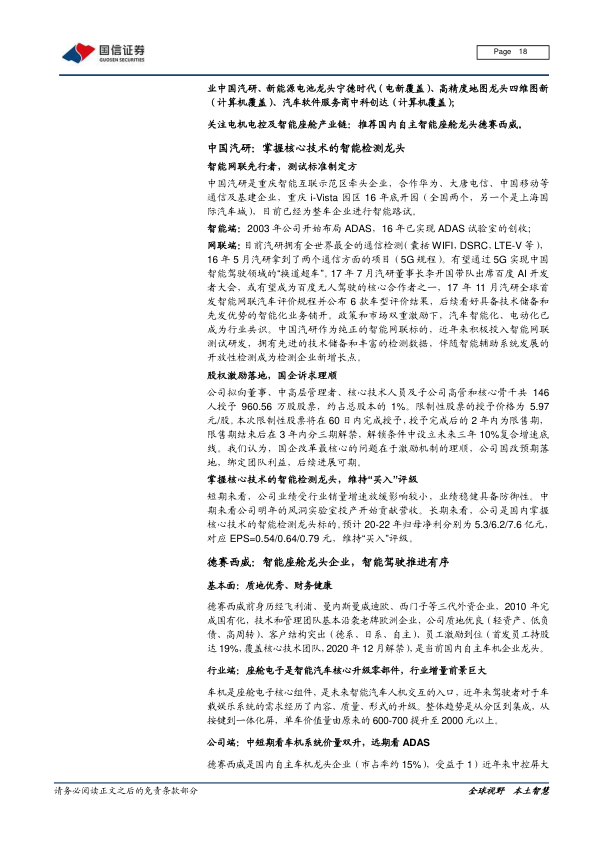 国信证券
GUOSEN SECURITIES
Page 18
业中国汽研、新能源电池龙头宁德时代（电新覆盖）、高精度地图龙头四维图新
（计算机覆盖）、汽车软件服务商中科创达（计算机覆盖）；
关注电机电控及智能座舱产业链：推荐国内自主智能座舱龙头德赛西威。
中国汽研：掌握核心技术的智能检测龙头
智能网联先行者，测试标准制定方
中国汽研是重庆智能互联示范区牵头企业，合作华为、大唐电信、中国移动等
通信及基建企业，重庆 i-Vista 园区 16 年底开园（全国两个，另一个是上海国
际汽车城），目前已经为整车企业进行智能路试。
智能端：2003 年公司开始布局 ADAS，16 年已实现 ADAS 试验室的创收；
网联端：目前汽研拥有全世界最全的通信检测（囊括 WIFI，DSRC，LTE-V 等），
16 年 5 月汽研拿到了两个通信方面的项目（5G 规程）。有望通过 5G 实现中国
智能驾驶领域的“换道超车”。17 年 7 月汽研董事长李开国带队出席百度 AI 开发
者大会，或有望成为百度无人驾驶的核心合作者之一，17 年 11 月汽研全球首
发智能网联汽车评价规程并公布 6 款车型评价结果，后续看好具备技术储备和
先发优势的智能化业务铺开。政策和市场双重激励下，汽车智能化、电动化已
成为行业共识。中国汽研作为纯正的智能网联标的，近年来积极投入智能网联
测试研发，拥有先进的技术储备和丰富的检测数据，伴随智能辅助系统发展的
开放性检测成为检测企业新增长点。
股权激励落地，国企诉求理顺
公司拟向董事、中高层管理者，核心技术人员及子公司高管和核心骨干共 146
人授予 960.56 万股股票，约占总股本的 1%。限制性股票的授予价格为 5.97
元/股。本次限制性股票将在 60 日内完成授予，授予完成后的 2 年内为限售期，
限售期结束后在 3 年内分三期解禁，解锁条件中设立未来三年 10%复合增速底
线。我们认为，国企改革最核心的问题在于激励机制的理顺，公司国改预期落
地，绑定团队利益，后续进展可期。
掌握核心技术的智能检测龙头，维持“买入”评级
短期来看，公司业绩受行业销量增速放缓影响较小，业绩稳健具备防御性。中
期来看公司明年的风洞实验室投产开始贡献营收。长期来看，公司是国内掌握
核心技术的智能检测龙头标的。预计 20-22 年归母净利分别为 5.3/6.2/7.6 亿元，
对应 EPS=0.54/0.64/0.79 元，维持“买入”评级。
德赛西威：智能座舱龙头企业，智能驾驶推进有序
基本面：质地优秀、财务健康
德赛西威前身历经飞利浦、曼内斯曼威迪欧、西门子等三代外资企业，2010 年完
成国有化，技术和管理团队基本沿袭老牌欧洲企业，公司质地优良（轻资产、低负
债、高周转）、客户结构突出（德系、日系、自主），员工激励到位（首发员工持股
达 19%，覆盖核心技术团队，2020 年 12 月解禁），是当前国内自主车机企业龙头。
行业端：座舱电子是智能汽车核心升级零部件，行业增量前景巨大
车机是座舱电子核心组件，是未来智能汽车人机交互的入口，近年来驾驶者对于车
载娱乐系统的需求经历了内容、质量、形式的升级。整体趋势是从分区到集成，从
按键到一体化屏，单车价值量由原来的 600-700 提升至 2000 元以上。
公司端：中短期看车机系统价量双升，远期看 ADAS
德赛西威是国内自主车机龙头企业（市占率约 15%），受益于 1）近年来中控屏大
请务必阅读正文之后的免责条款部分
全球视野 本土智慧